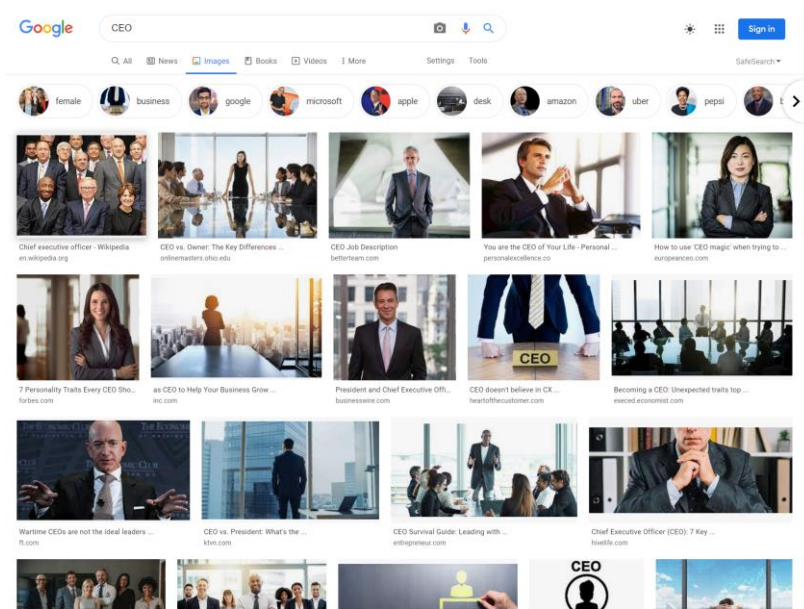 Google
CEO
Sign in
All
News
Images
Books
Videos
More
Settings
Tools
SafeSearch
female
business
google
microsoft
apple
desk
amazon
uber
pepsi
Chief executive officer - Wikipedia
en.wikipedia.org
CEO vs. Owner: The Key Differences ...
onlinemasters.ohio.edu
CEO Job Description
betterteam.com
You are the CEO of Your Life - Personal ...
personalexcellence.co
How to use 'CEO magic' when trying to ...
europeanceo.com
7 Personality Traits Every CEO Sho...
forbes.com
as CEO to Help Your Business Grow ...
inc.com
President and Chief Executive Offi...
businesswire.com
CEO
CEO doesn't believe in CX ...
heartofthecustomer.com
Becoming a CEO: Unexpected traits top ...
execed.economist.com
Wartime CEOs are not the ideal leaders ...
ft.com
CEO vs. President: What's the ...
ktvn.com
CEO Survival Guide: Leading with ...
entrepreneur.com
Chief Executive Officer (CEO): 7 Key ...
hivelife.com
CEO